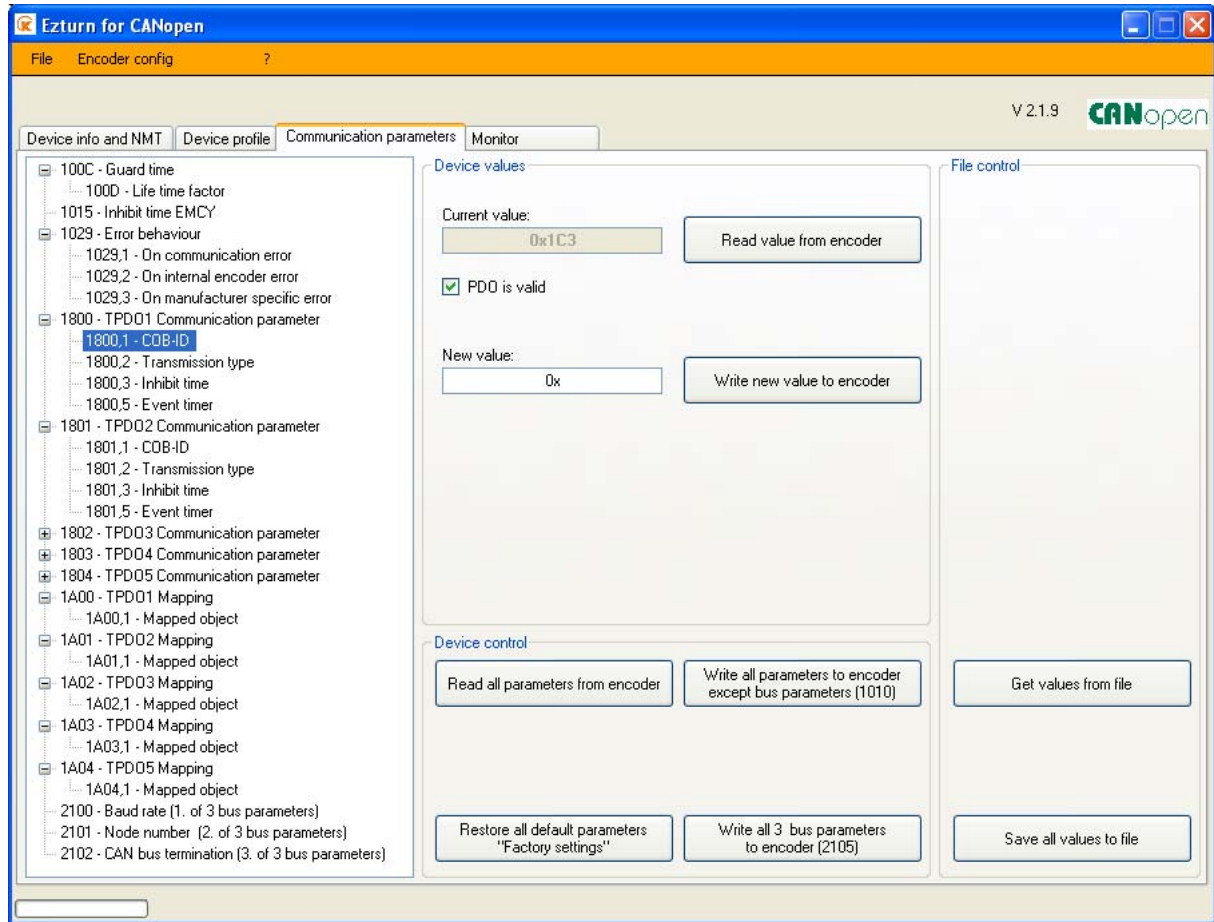 Ezturn for CANopen
File Encoder config ?
V 2.1.9 CANopen
Device info and NMT Device profile Communication parameters Monitor
100C - Guard time
100D - Life time factor
1015 - Inhibit time EMCY
1029 - Error behaviour
1029,1 - On communication error
1029,2 - On internal encoder error
1029,3 - On manufacturer specific error
1800 - TPDO1 Communication parameter
1800,1 - COB-ID
1800,2 - Transmission type
1800,3 - Inhibit time
1800,5 - Event timer
1801 - TPDO2 Communication parameter
1801,1 - COB-ID
1801,2 - Transmission type
1801,3 - Inhibit time
1801,5 - Event timer
1802 - TPDO3 Communication parameter
1803 - TPDO4 Communication parameter
1804 - TPDO5 Communication parameter
1A00 - TPDO1 Mapping
1A00,1 - Mapped object
1A01 - TPDO2 Mapping
1A01,1 - Mapped object
1A02 - TPDO3 Mapping
1A02,1 - Mapped object
1A03 - TPDO4 Mapping
1A03,1 - Mapped object
1A04 - TPDO5 Mapping
1A04,1 - Mapped object
2100 - Baud rate (1. of 3 bus parameters)
2101 - Node number (2. of 3 bus parameters)
2102 - CAN bus termination (3. of 3 bus parameters)
Device values
Current value:
0x1C3
Read value from encoder
PDO is valid
New value:
0x
Write new value to encoder
Device control
Read all parameters from encoder
Write all parameters to encoder
except bus parameters (1010)
Restore all default parameters
"Factory settings"
Write all 3 bus parameters
to encoder (2105)
File control
Get values from file
Save all values to file